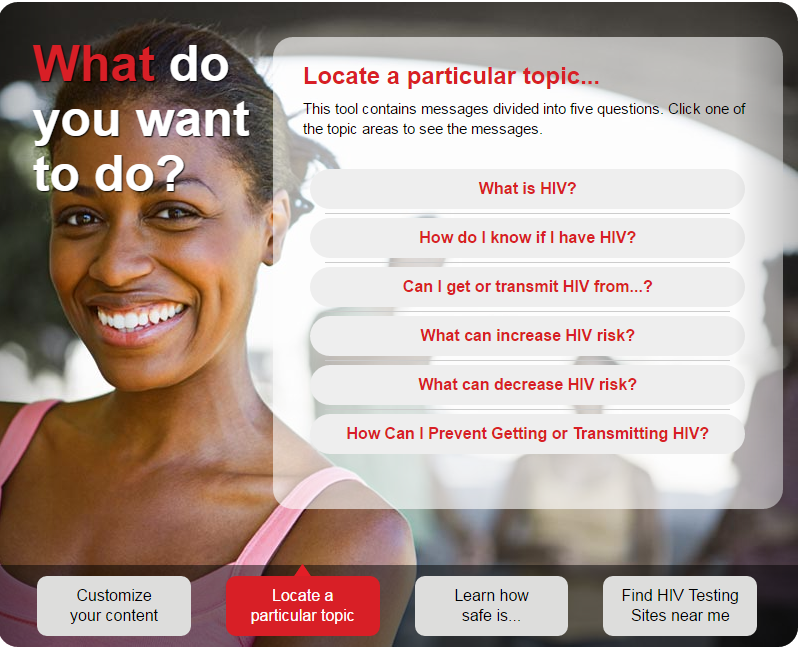 What do
you want
to do?
Locate a particular topic...
This tool contains messages divided into five questions. Click one of
the topic areas to see the messages.
What is HIV?
How do I know if I have HIV?
Can I get or transmit HIV from...?
What can increase HIV risk?
What can decrease HIV risk?
How Can I Prevent Getting or Transmitting HIV?
Customize
your content
Locate a
particular topic
Learn how
safe is...
Find HIV Testing
Sites near me